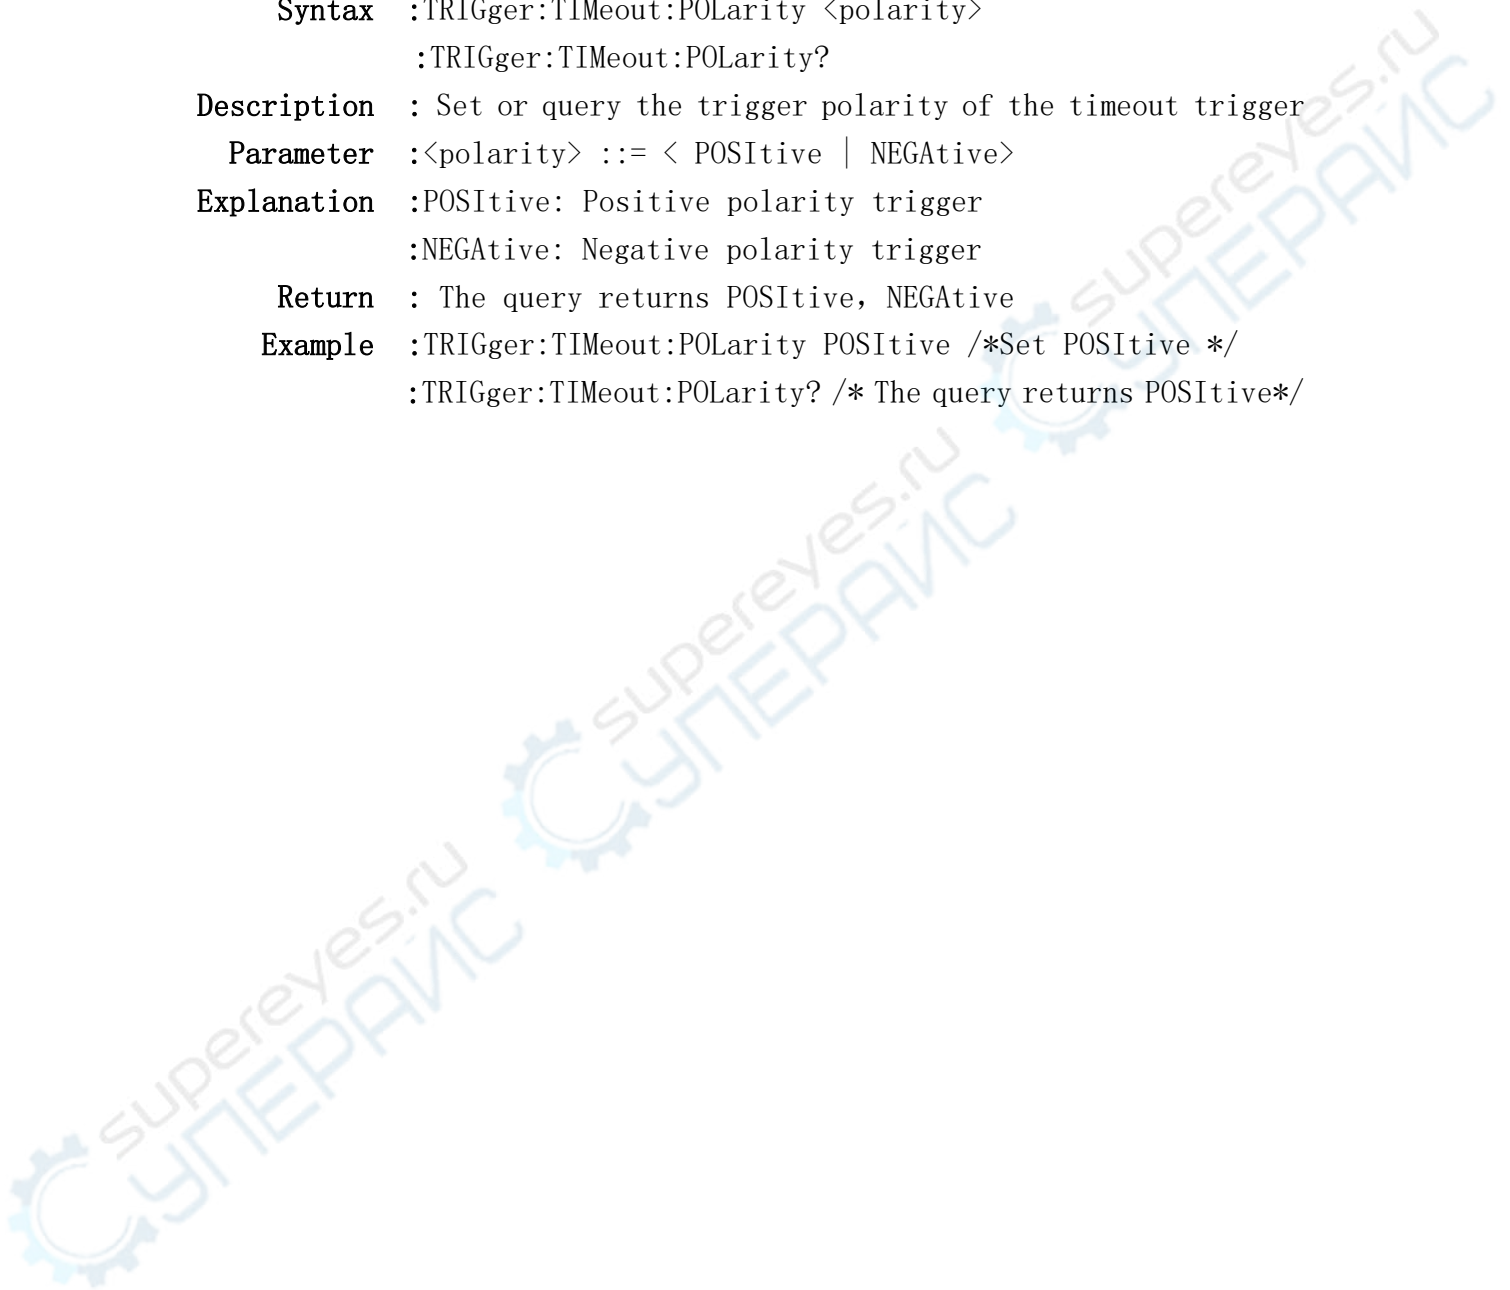 Syntax :TRIGger:TIMeout:POLarity <polarity>
:TRIGger:TIMeout:POLarity?
Description : Set or query the trigger polarity of the timeout trigger
Parameter :<polarity> ::= < POSItive | NEGAtive>
Explanation :POSItive: Positive polarity trigger
:NEGAtive: Negative polarity trigger
Return : The query returns POSItive，NEGAtive
Example :TRIGger:TIMeout:POLarity POSItive /*Set POSItive */
:TRIGger:TIMeout:POLarity? /* The query returns POSItive*/
supereyes.ru
СУПЕРАЙС
supereyes.ru
СУПЕРАЙС
supereyes.ru
СУПЕРАЙС